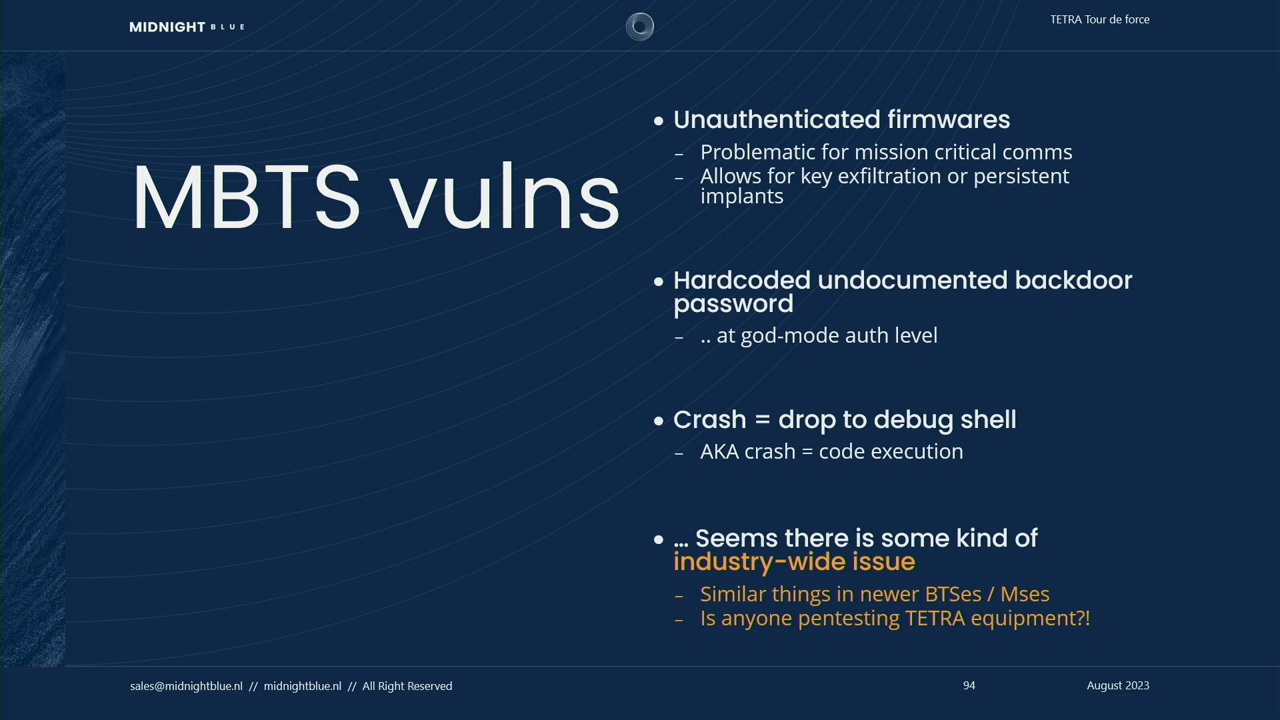 MIDNIGHT BLUE
TETRA Tour de force
MBTS vulns
• Unauthenticated firmwares
– Problematic for mission critical comms
– Allows for key exfiltration or persistent
implants
• Hardcoded undocumented backdoor
password
– .. at god-mode auth level
• Crash = drop to debug shell
– AKA crash = code execution
• … Seems there is some kind of
industry-wide issue
– Similar things in newer BTSes / Mses
– Is anyone pentesting TETRA equipment?!
sales@midnightblue.nl // midnightblue.nl // All Right Reserved
94
August 2023